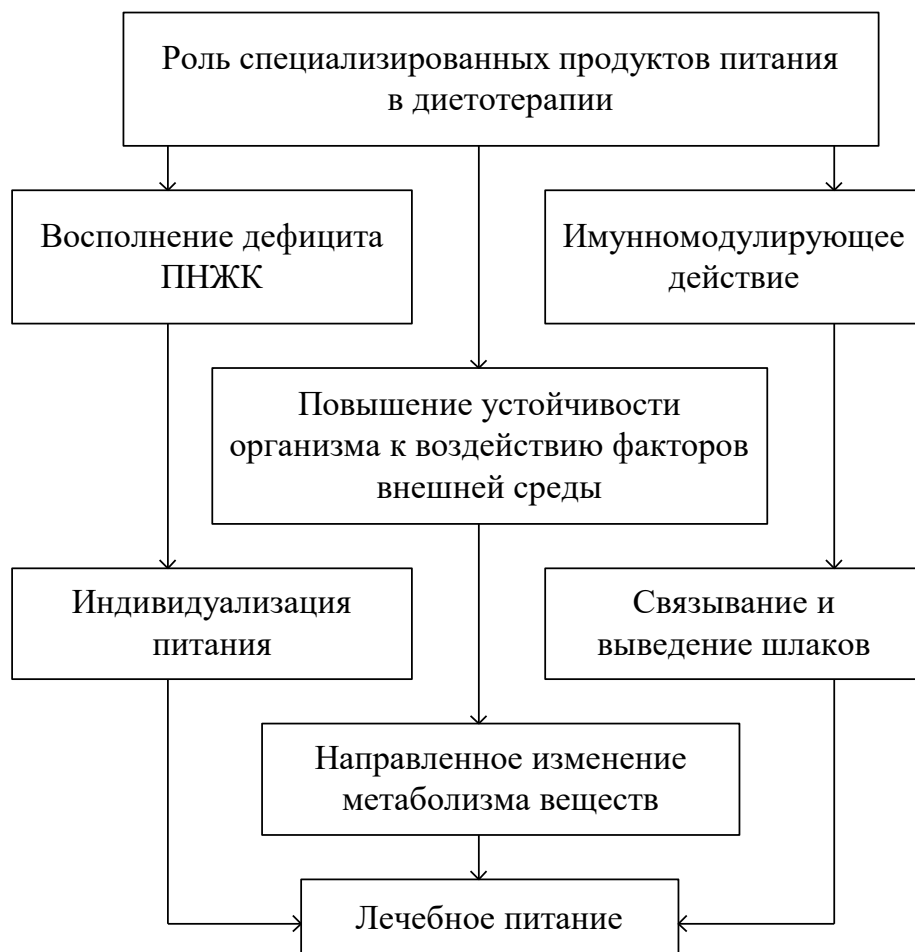 Роль специализированных продуктов питания
в диетотерапии
Восполнение дефицита
ПНЖК
Имунномодулирующее
действие
Повышение устойчивости
организма к воздействию факторов
внешней среды
Индивидуализация
питания
Связывание и
выведение шлаков
Направленное изменение
метаболизма веществ
Лечебное питание